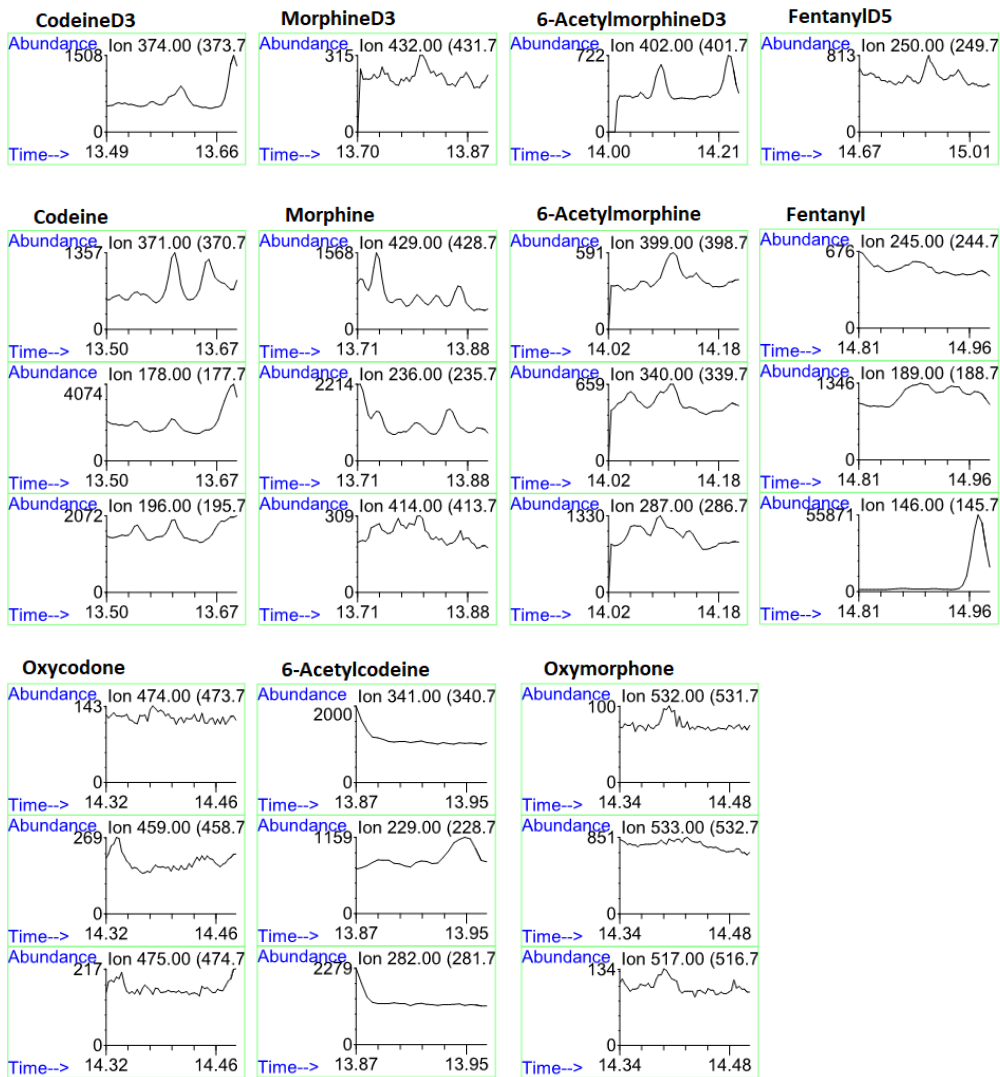 CodeineD3
Abundance Ion 374.00 (373.7
1508
0
Time--> 13.49 13.66
MorphineD3
Abundance Ion 432.00 (431.7
315
0
Time--> 13.70 13.87
6-AcetylmorphineD3
Abundance Ion 402.00 (401.7
722
0
Time--> 14.00 14.21
FentanylD5
Abundance Ion 250.00 (249.7
813
0
Time--> 14.67 15.01
Codeine
Abundance Ion 371.00 (370.7
1357
0
Time--> 13.50 13.67
Abundance Ion 178.00 (177.7
4074
0
Time--> 13.50 13.67
Abundance Ion 196.00 (195.7
2072
0
Time--> 13.50 13.67
Morphine
Abundance Ion 429.00 (428.7
1568
0
Time--> 13.71 13.88
Abundance Ion 236.00 (235.7
2214
0
Time--> 13.71 13.88
Abundance Ion 414.00 (413.7
309
0
Time--> 13.71 13.88
6-Acetylmorphine
Abundance Ion 399.00 (398.7
591
0
Time--> 14.02 14.18
Abundance Ion 340.00 (339.7
659
0
Time--> 14.02 14.18
Abundance Ion 287.00 (286.7
1330
0
Time--> 14.02 14.18
Fentanyl
Abundance Ion 245.00 (244.7
676
0
Time--> 14.81 14.96
Abundance Ion 189.00 (188.7
1346
0
Time--> 14.81 14.96
Abundance Ion 146.00 (145.7
55871
0
Time--> 14.81 14.96
Oxycodone
Abundance Ion 474.00 (473.7
143
0
Time--> 14.32 14.46
Abundance Ion 459.00 (458.7
269
0
Time--> 14.32 14.46
Abundance Ion 475.00 (474.7
217
0
Time--> 14.32 14.46
6-Acetylcodeine
Abundance Ion 341.00 (340.7
2000
0
Time--> 13.87 13.95
Abundance Ion 229.00 (228.7
1159
0
Time--> 13.87 13.95
Abundance Ion 282.00 (281.7
2279
0
Time--> 13.87 13.95
Oxymorphone
Abundance Ion 532.00 (531.7
100
0
Time--> 14.34 14.48
Abundance Ion 533.00 (532.7
851
0
Time--> 14.34 14.48
Abundance Ion 517.00 (516.7
134
0
Time--> 14.34 14.48